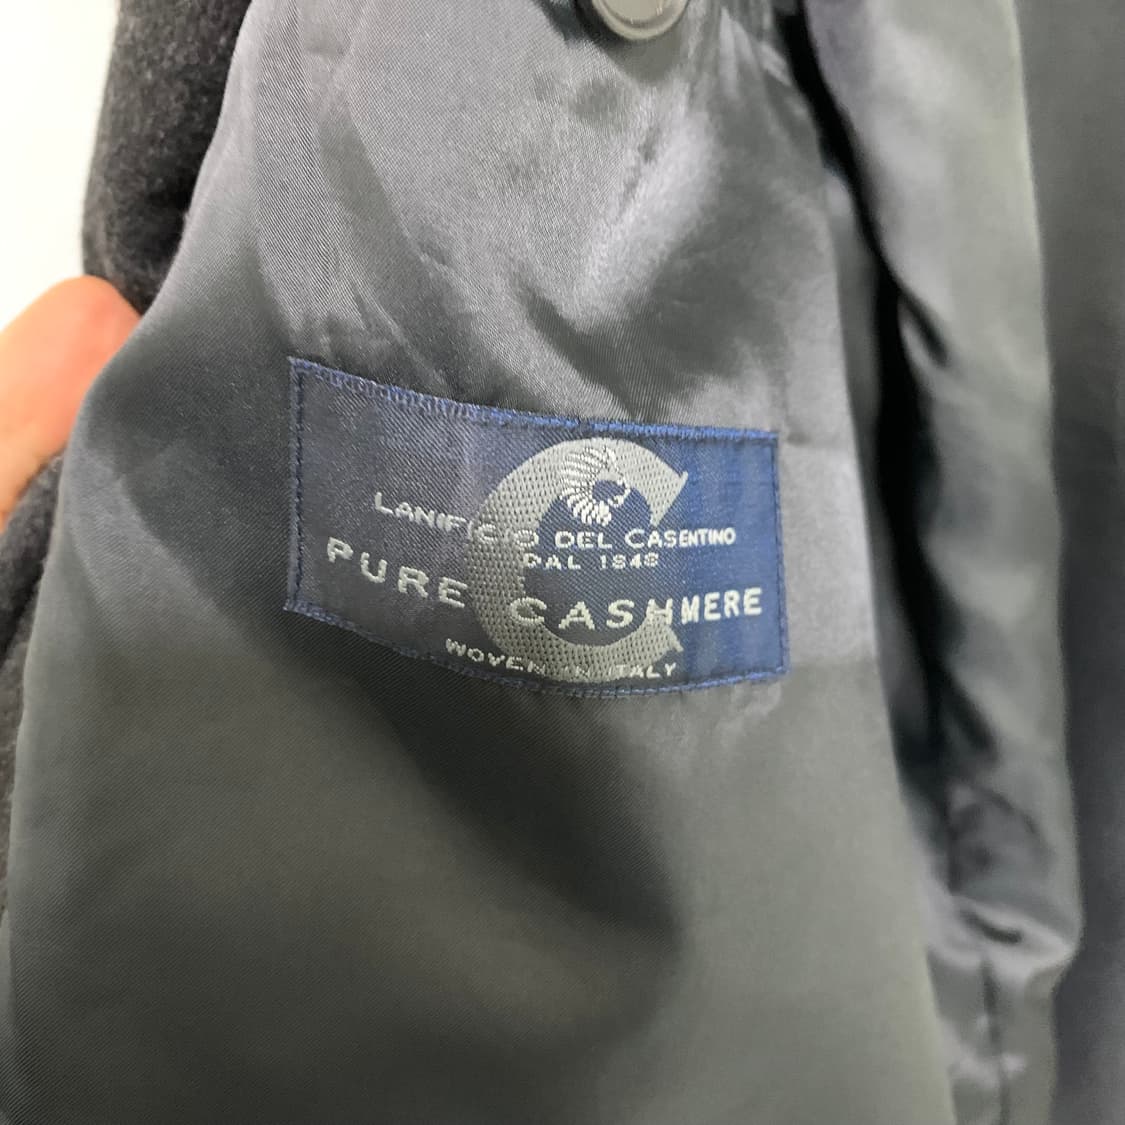 LANIFICIO DEL CASENTINO
DAL 1848
PURE CASHMERE
WOVEN IN ITALY